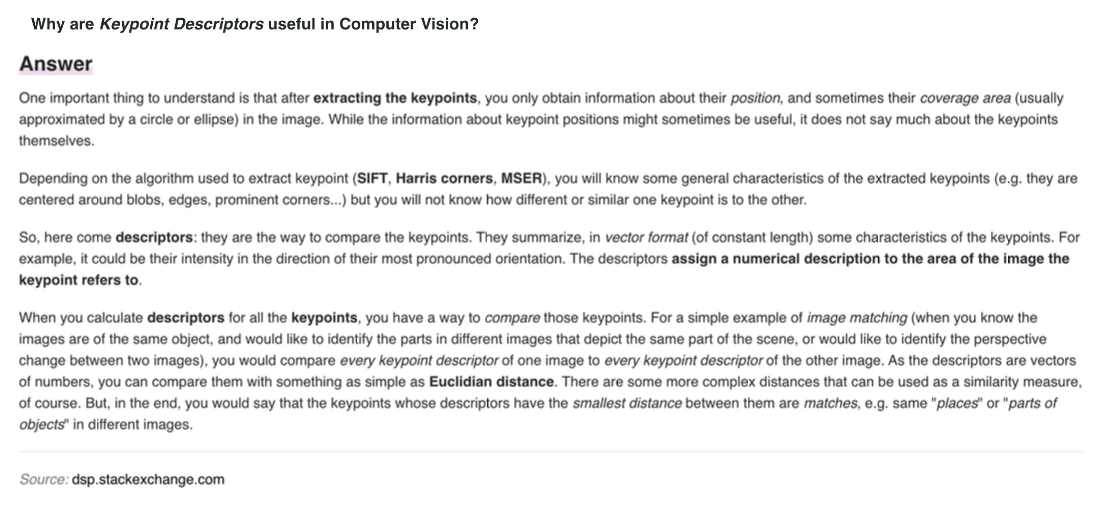 Why are Keypoint Descriptors useful in Computer Vision?
Answer
One important thing to understand is that after extracting the keypoints, you only obtain information about their position, and sometimes their coverage area (usually
approximated by a circle or ellipse) in the image. While the information about keypoint positions might sometimes be useful, it does not say much about the keypoints
themselves.
Depending on the algorithm used to extract keypoint (SIFT, Harris corners, MSER), you will know some general characteristics of the extracted keypoints (e.g. they are
centered around blobs, edges, prominent corners...) but you will not know how different or similar one keypoint is to the other.
So, here come descriptors: they are the way to compare the keypoints. They summarize, in vector format (of constant length) some characteristics of the keypoints. For
example, it could be their intensity in the direction of their most pronounced orientation. The descriptors assign a numerical description to the area of the image the
keypoint refers to.
When you calculate descriptors for all the keypoints, you have a way to compare those keypoints. For a simple example of image matching (when you know the
images are of the same object, and would like to identify the parts in different images that depict the same part of the scene, or would like to identify the perspective
change between two images), you would compare every keypoint descriptor of one image to every keypoint descriptor of the other image. As the descriptors are vectors
of numbers, you can compare them with something as simple as Euclidian distance. There are some more complex distances that can be used as a similarity measure,
of course. But, in the end, you would say that the keypoints whose descriptors have the smallest distance between them are matches, e.g. same "places" or "parts of
objects" in different images.
Source: dsp.stackexchange.com